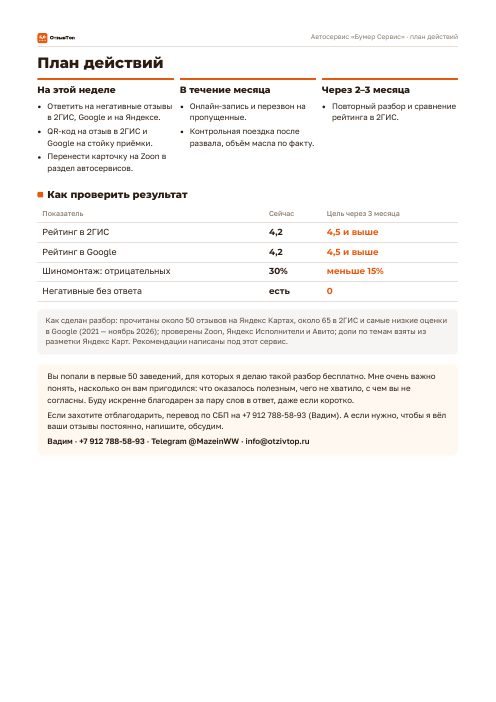 ОтзывТоп
Автосервис «Бумер Сервис» · план действий
План действий
На этой неделе
• Ответить на негативные отзывы
в 2ГИС, Google и на Яндексе.
• QR-код на отзыв в 2ГИС и
Google на стойку приёмки.
• Перенести карточку на Zoon в
раздел автосервисов.
В течение месяца
• Онлайн-запись и перезвон на
пропущенные.
• Контрольная поездка после
развала, объём масла по факту.
Через 2–3 месяца
• Повторный разбор и сравнение
рейтинга в 2ГИС.
Как проверить результат
Показатель Сейчас Цель через 3 месяца
Рейтинг в 2ГИС 4,2 4,5 и выше
Рейтинг в Google 4,2 4,5 и выше
Шиномонтаж: отрицательных 30% меньше 15%
Негативные без ответа есть 0
Как сделан разбор: прочитаны около 50 отзывов на Яндекс Картах, около 65 в 2ГИС и самые низкие оценки
в Google (2021 — ноябрь 2026); проверены Zoon, Яндекс Исполнители и Авито; доли по темам взяты из
разметки Яндекс Карт. Рекомендации написаны под этот сервис.
Вы попали в первые 50 заведений, для которых я делаю такой разбор бесплатно. Мне очень важно
понять, насколько он вам пригодился: что оказалось полезным, чего не хватило, с чем вы не
согласны. Буду искренне благодарен за пару слов в ответ, даже если коротко.
Если захотите отблагодарить, перевод по СБП на +7 912 788-58-93 (Вадим). А если нужно, чтобы я вёл
ваши отзывы постоянно, напишите, обсудим.
Вадим · +7 912 788-58-93 · Telegram @MazeinWW · info@otzivtop.ru